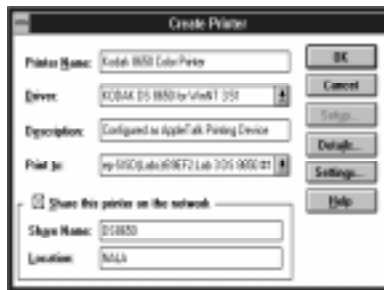 Create Printer
Printer Name: Kodak 8650 Color Printer
OK
Driver: KODAK DS 8650 for WinNT 3.51
Cancel
Setup...
Description: Configured as AppleTalk Printing Device
Details...
Print to:
Settings...
Share this printer on the network
Help
Share Name: DS8650
Location: NALA